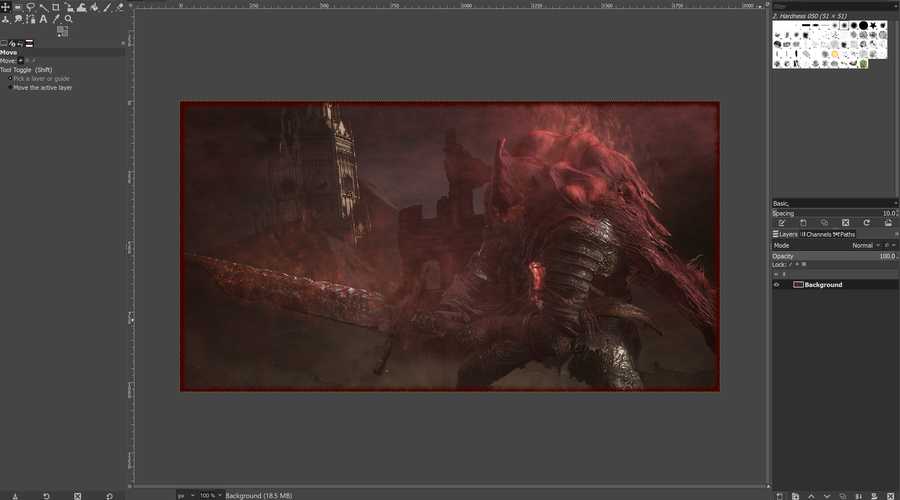 filter
2. Hardness 050 (51 × 51)
Move
Move:
Tool Toggle (Shift)
Pick a layer or guide
Move the active layer
Basic,
Spacing 10.0
Layers Channels Paths
Mode Normal
Opacity 100.0
Lock:
Background
px 100 % Background (18.5 MB)
0 250 500 750 1000 1250 1500 1750 2000